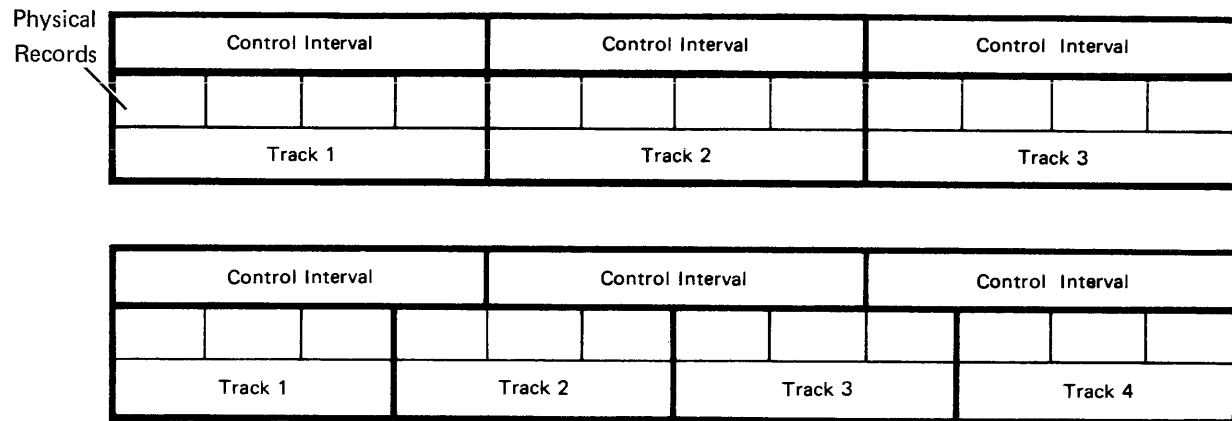 Physical
Records
Control Interval Control Interval Control Interval
Track 1 Track 2 Track 3
Control Interval Control Interval Control Interval
Track 1 Track 2 Track 3 Track 4